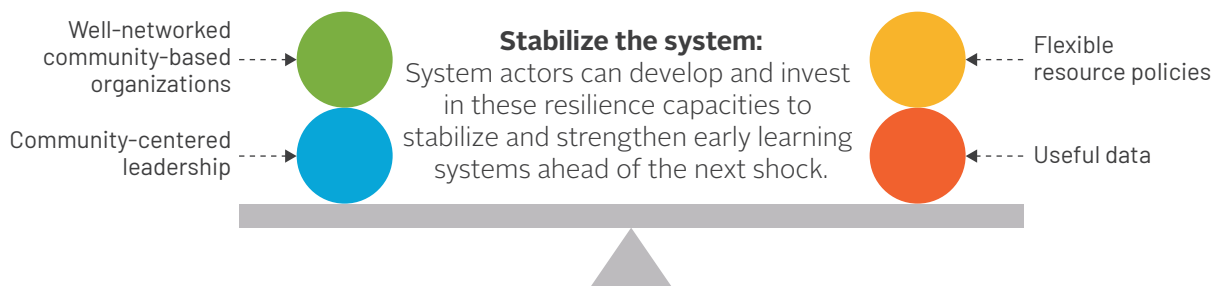 Well-networked
community-based
organizations
Community-centered
leadership
Stabilize the system:
System actors can develop and invest
in these resilience capacities to
stabilize and strengthen early learning
systems ahead of the next shock.
Flexible
resource policies
Useful data